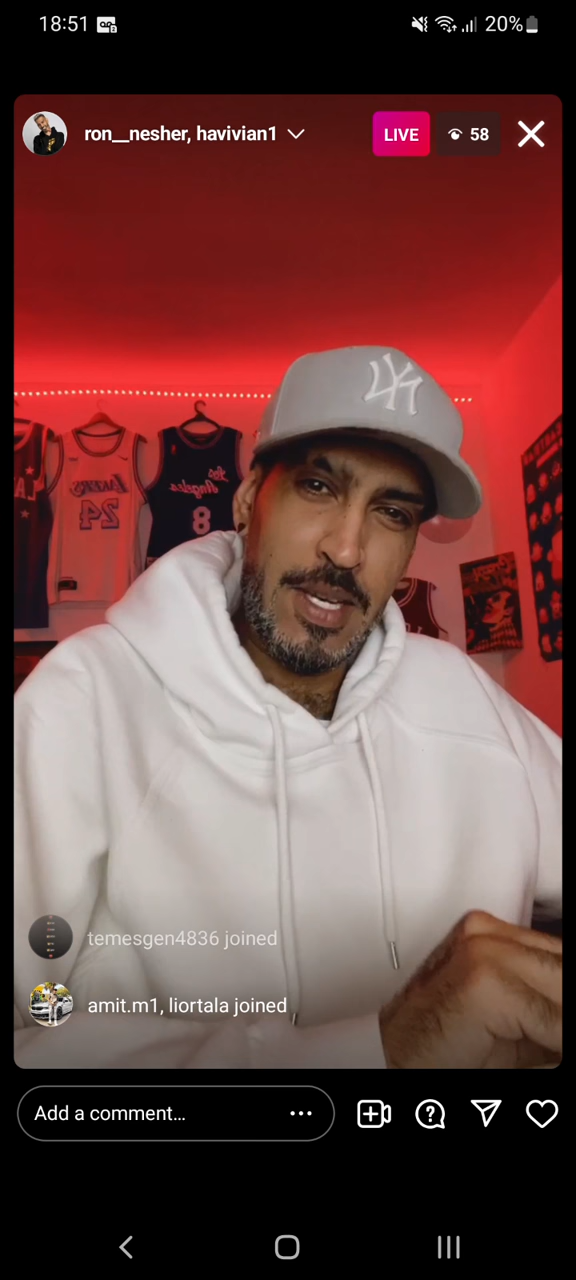 18:51
20%
ron__nesher, havivian1
LIVE
58
NY
LAKERS
24
Los
Angeles
8
temesgen4836 joined
amit.m1, liortala joined
Add a comment...